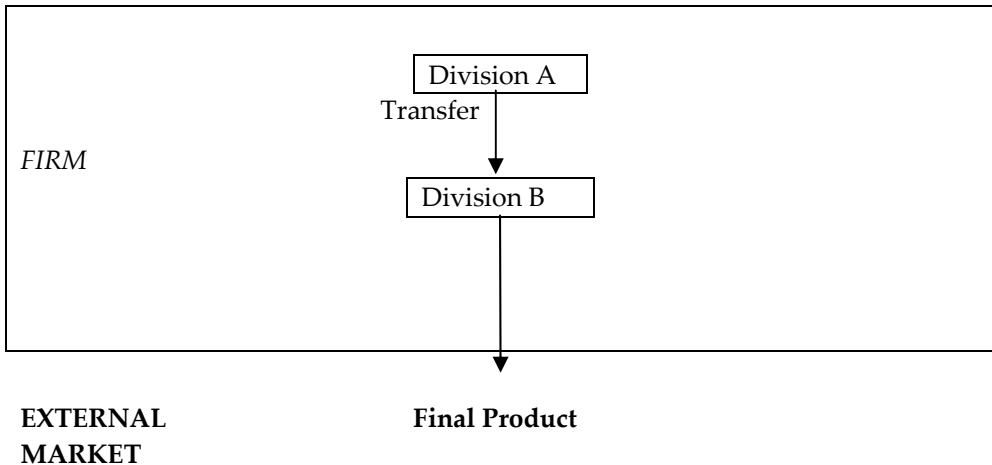 Division A
Transfer
FIRM
Division B
EXTERNAL
MARKET
Final Product